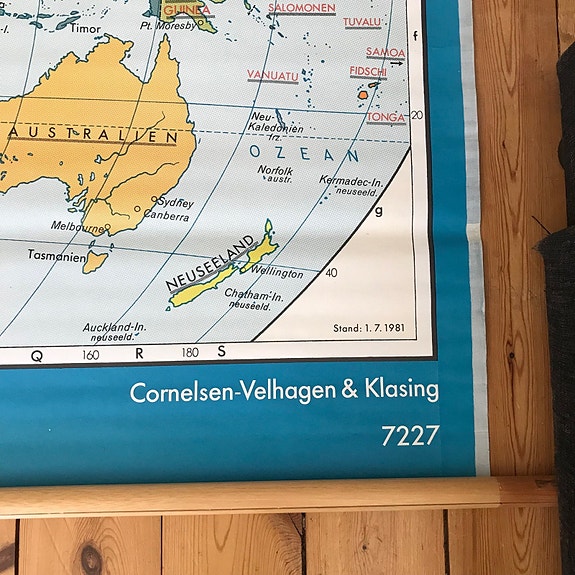 GUINEA
Pt. Moresby
SALOMONEN
TUVALU
Timor
f
SAMOA
VANUATU
FIDSCHI
AUSTRALIEN
Neu-
Kaledonien
frz.
TONGA
20
OZEAN
Norfolk
austr.
Kermadec-In.
neuseeld.
g
Sydney
Canberra
Melbourne
Tasmanien
NEUSEELAND
Wellington
40
Chatham-In.
neuseeld.
Auckland-In.
neuseeld.
Stand: 1.7.1981
Q 160 R 180 S
Cornelsen-Velhagen & Klasing
7227